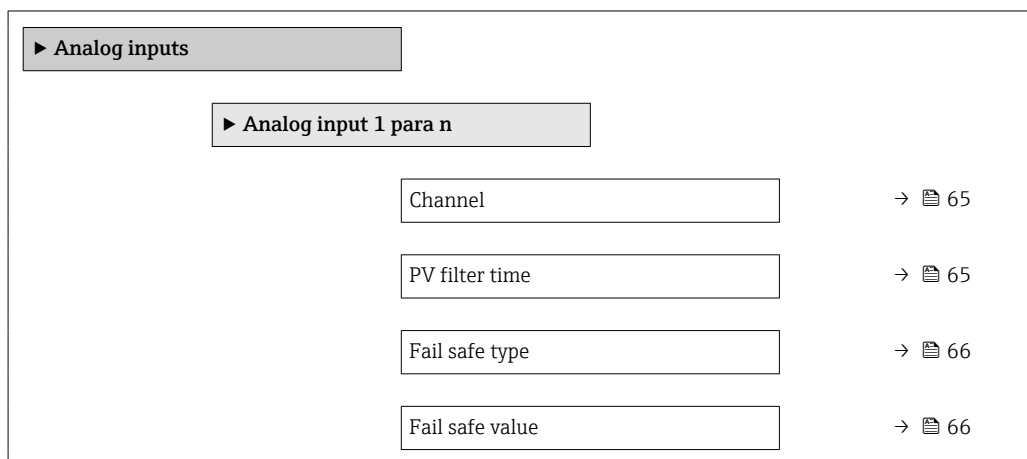 ▶ Analog inputs
▶ Analog input 1 para n
Channel → 65
PV filter time → 65
Fail safe type → 66
Fail safe value → 66